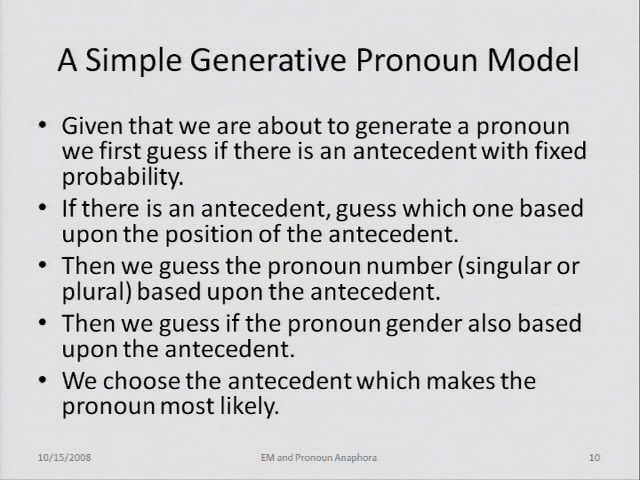 A Simple Generative Pronoun Model
• Given that we are about to generate a pronoun
we first guess if there is an antecedent with fixed
probability.
• If there is an antecedent, guess which one based
upon the position of the antecedent.
• Then we guess the pronoun number (singular or
plural) based upon the antecedent.
• Then we guess if the pronoun gender also based
upon the antecedent.
• We choose the antecedent which makes the
pronoun most likely.
10/15/2008 EM and Pronoun Anaphora 10